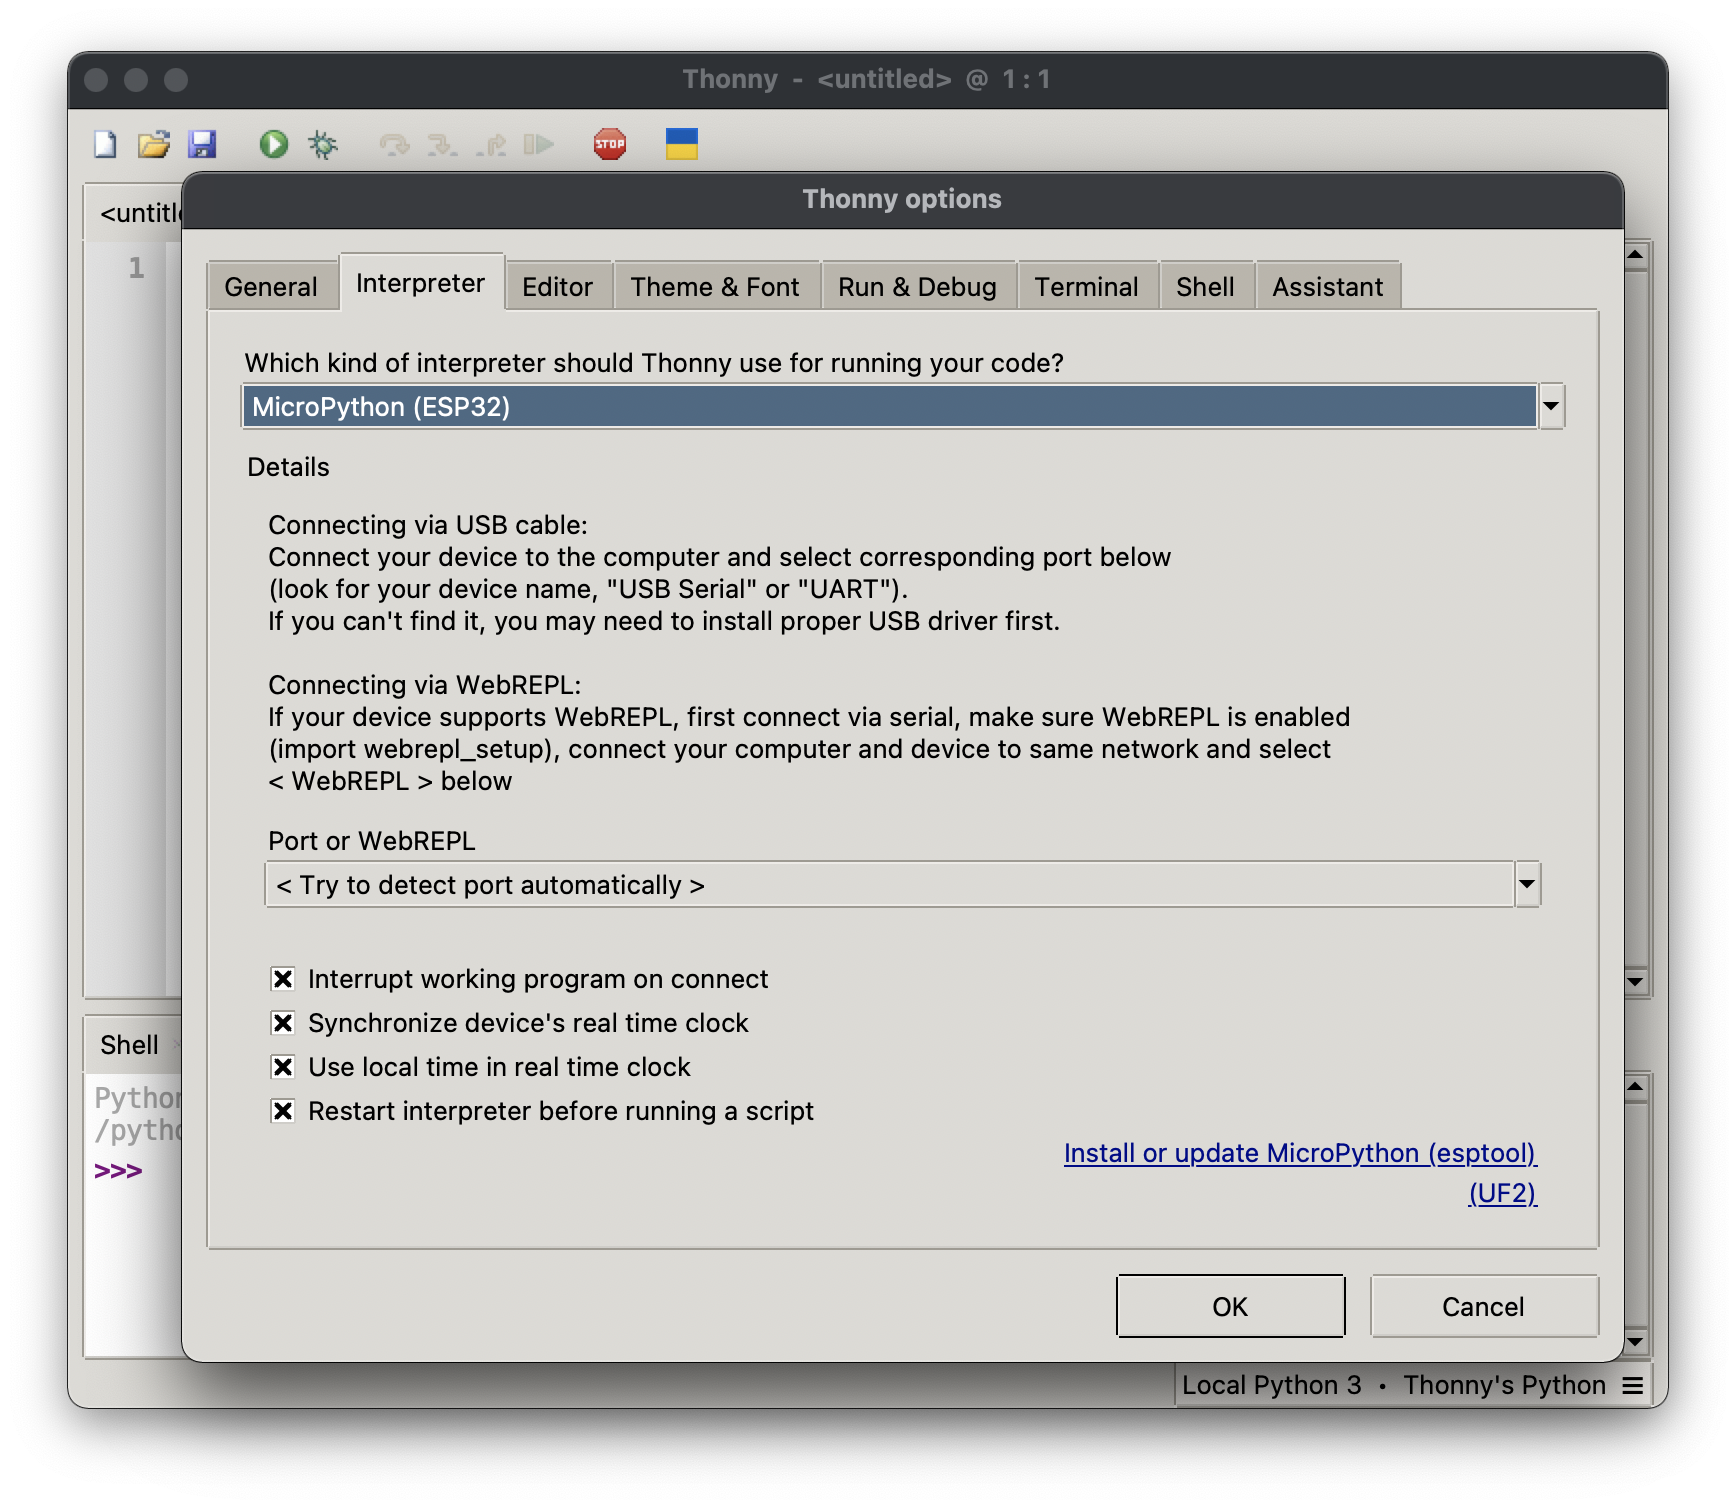 Thonny - <untitled> @ 1:1
STOP
Thonny options
<untitl
1
General Interpreter Editor Theme & Font Run & Debug Terminal Shell Assistant
Which kind of interpreter should Thonny use for running your code?
MicroPython (ESP32)
Details
Connecting via USB cable:
Connect your device to the computer and select corresponding port below
(look for your device name, "USB Serial" or "UART").
If you can't find it, you may need to install proper USB driver first.
Connecting via WebREPL:
If your device supports WebREPL, first connect via serial, make sure WebREPL is enabled
(import webrepl_setup), connect your computer and device to same network and select
< WebREPL > below
Port or WebREPL
< Try to detect port automatically >
Interrupt working program on connect
Synchronize device's real time clock
Use local time in real time clock
Restart interpreter before running a script
Install or update MicroPython (esptool)
(UF2)
OK Cancel
Shell
Python
/pytho
>>>
Local Python 3 • Thonny's Python ≡